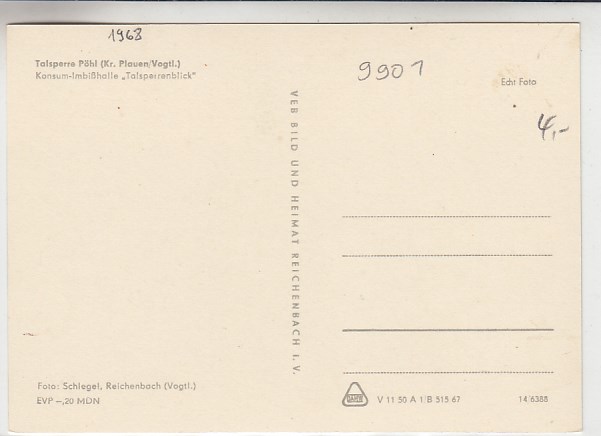 1968
Talsperre Pöhl (Kr. Plauen/Vogtl.)
Konsum-Imbißhalle „Talsperrenblick"
9901
Echt Foto
4,-
VEB BILD UND HEIMAT REICHENBACH I. V.
Foto: Schlegel, Reichenbach (Vogtl.)
EVP –,20 MDN
V 11 50 A 1/B 515 67
14/6388